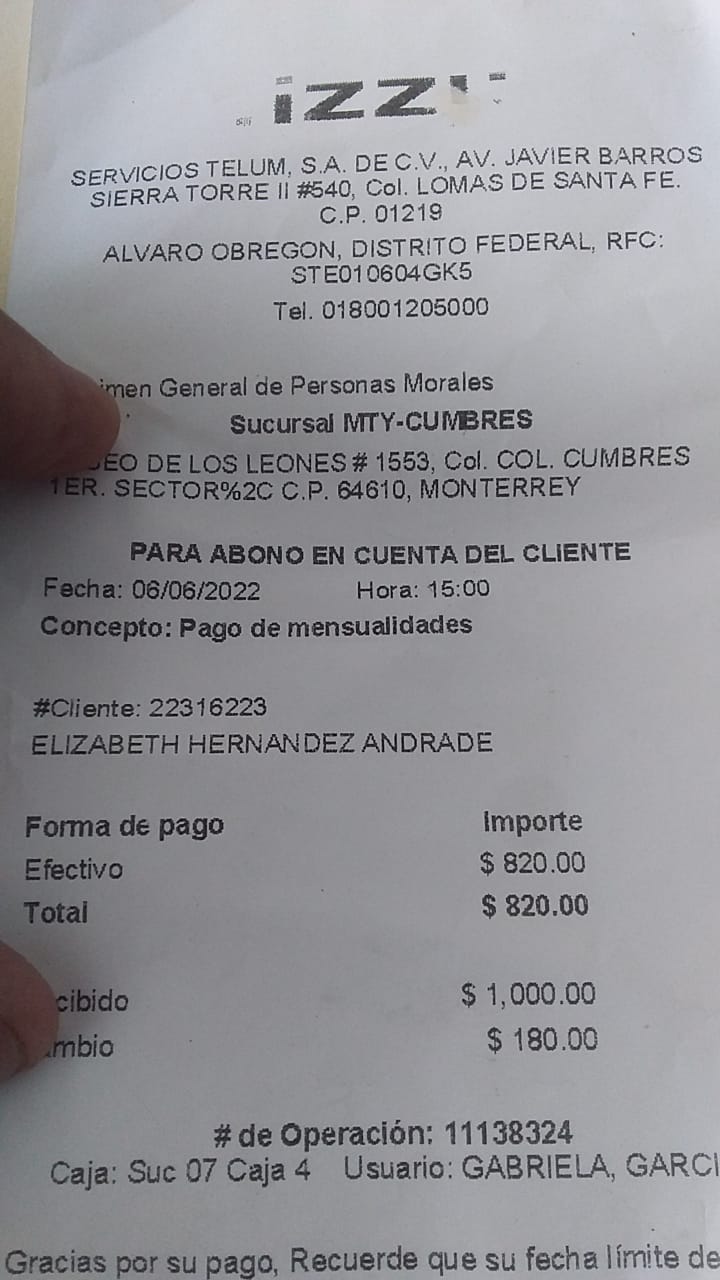 izzi
SERVICIOS TELUM, S.A. DE C.V., AV. JAVIER BARROS
SIERRA TORRE II #540, Col. LOMAS DE SANTA FE.
C.P. 01219
ALVARO OBREGON, DISTRITO FEDERAL, RFC:
STE010604GK5
Tel. 018001205000
imen General de Personas Morales
Sucursal MTY-CUMBRES
SEO DE LOS LEONES # 1553, Col. COL. CUMBRES
1ER. SECTOR%2C C.P. 64610, MONTERREY
PARA ABONO EN CUENTA DEL CLIENTE
Fecha: 06/06/2022 Hora: 15:00
Concepto: Pago de mensualidades
#Cliente: 22316223
ELIZABETH HERNANDEZ ANDRADE
Forma de pago Importe
Efectivo $ 820.00
Total $ 820.00
cibido $ 1,000.00
mbio $ 180.00
# de Operación: 11138324
Caja: Suc 07 Caja 4 Usuario: GABRIELA, GARCI
Gracias por su pago, Recuerde que su fecha límite de